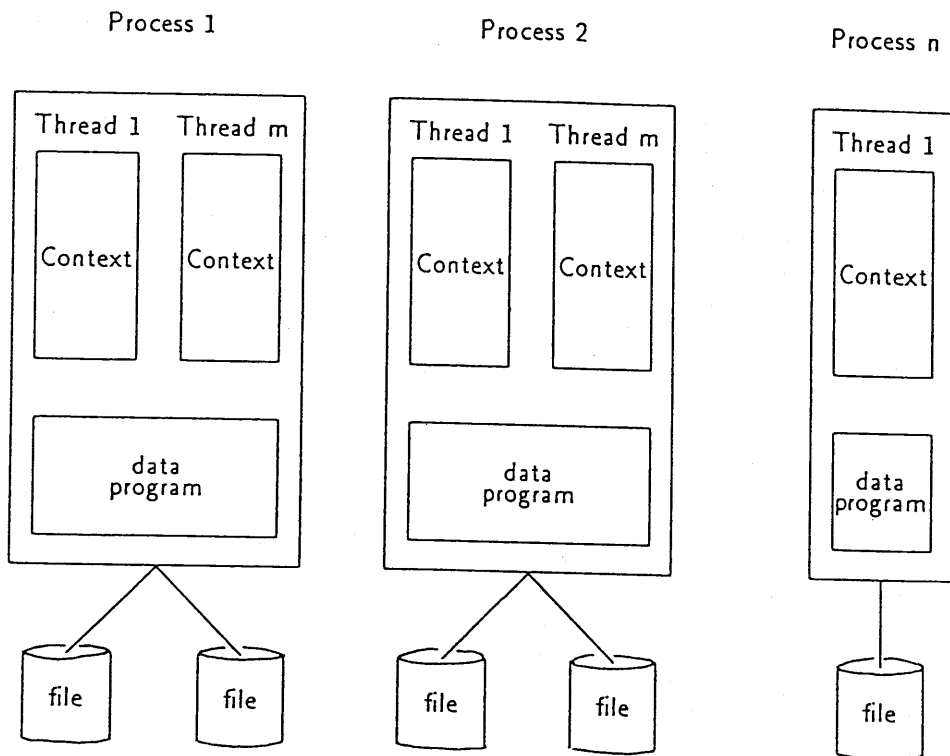 Process 1
Process 2
Process n
Thread 1
Thread m
Context
Context
data
program
file
file
Thread 1
Thread m
Context
Context
data
program
file
file
Thread 1
Context
data
program
file